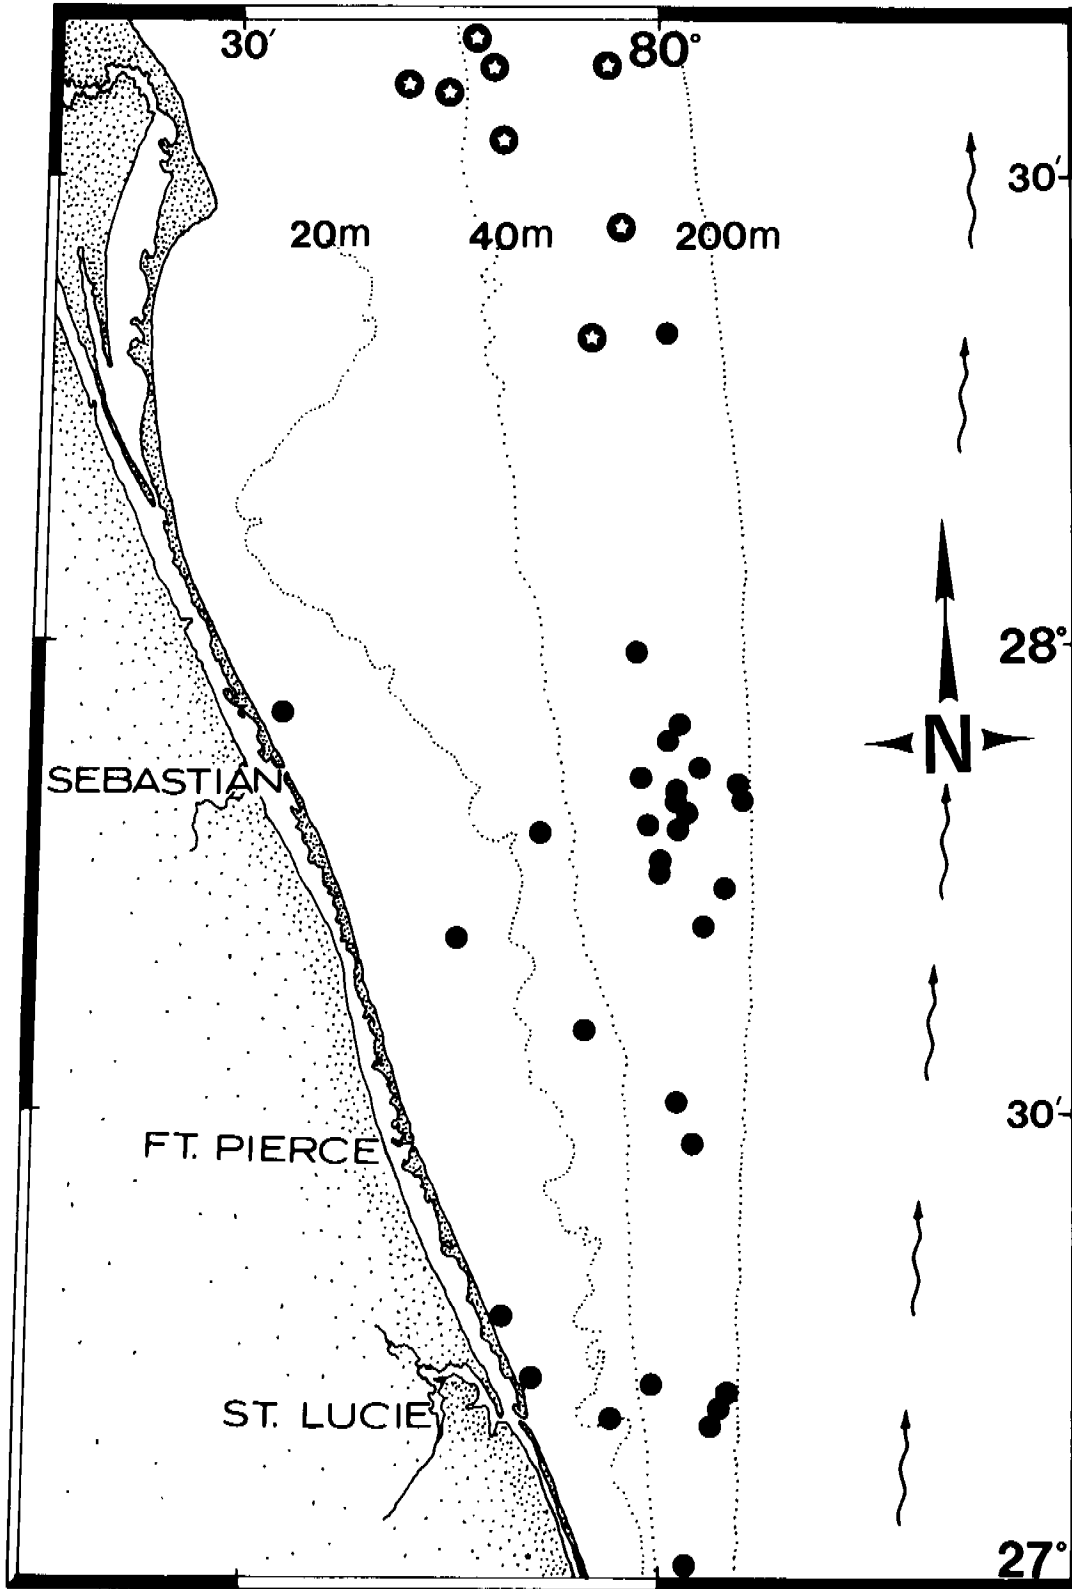 30′ 80°
30′
20m 40m 200m
28°
N
SEBASTIAN
30′
FT. PIERCE
ST. LUCIE
27°